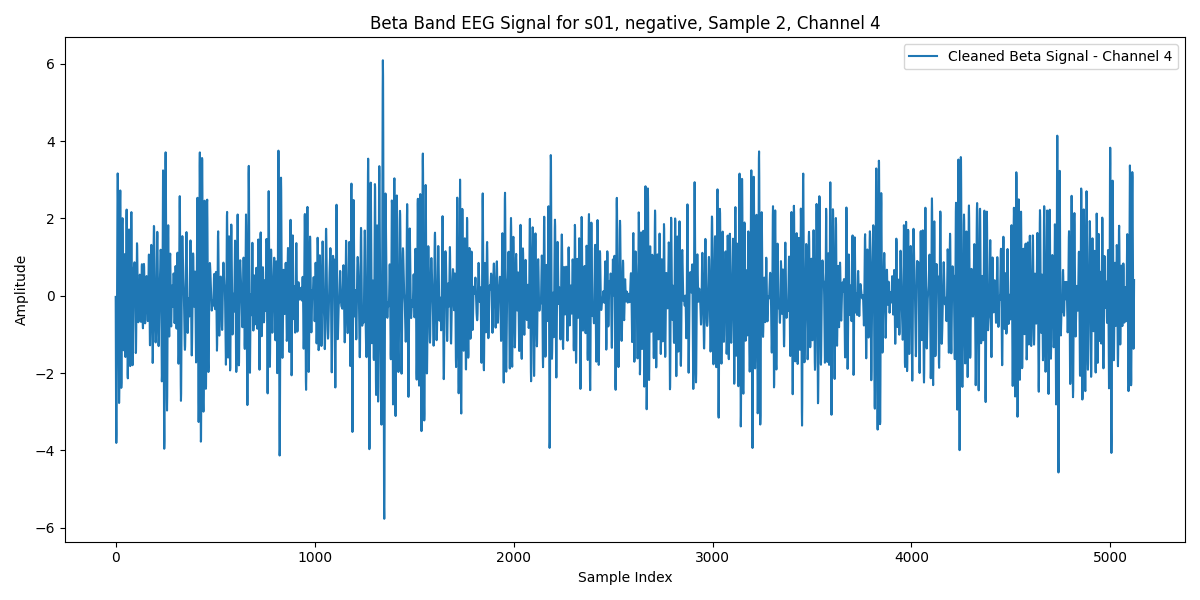 Beta Band EEG Signal for s01, negative, Sample 2, Channel 4
Cleaned Beta Signal - Channel 4
Amplitude
6
4
2
0
−2
−4
−6
0 1000 2000 3000 4000 5000
Sample Index